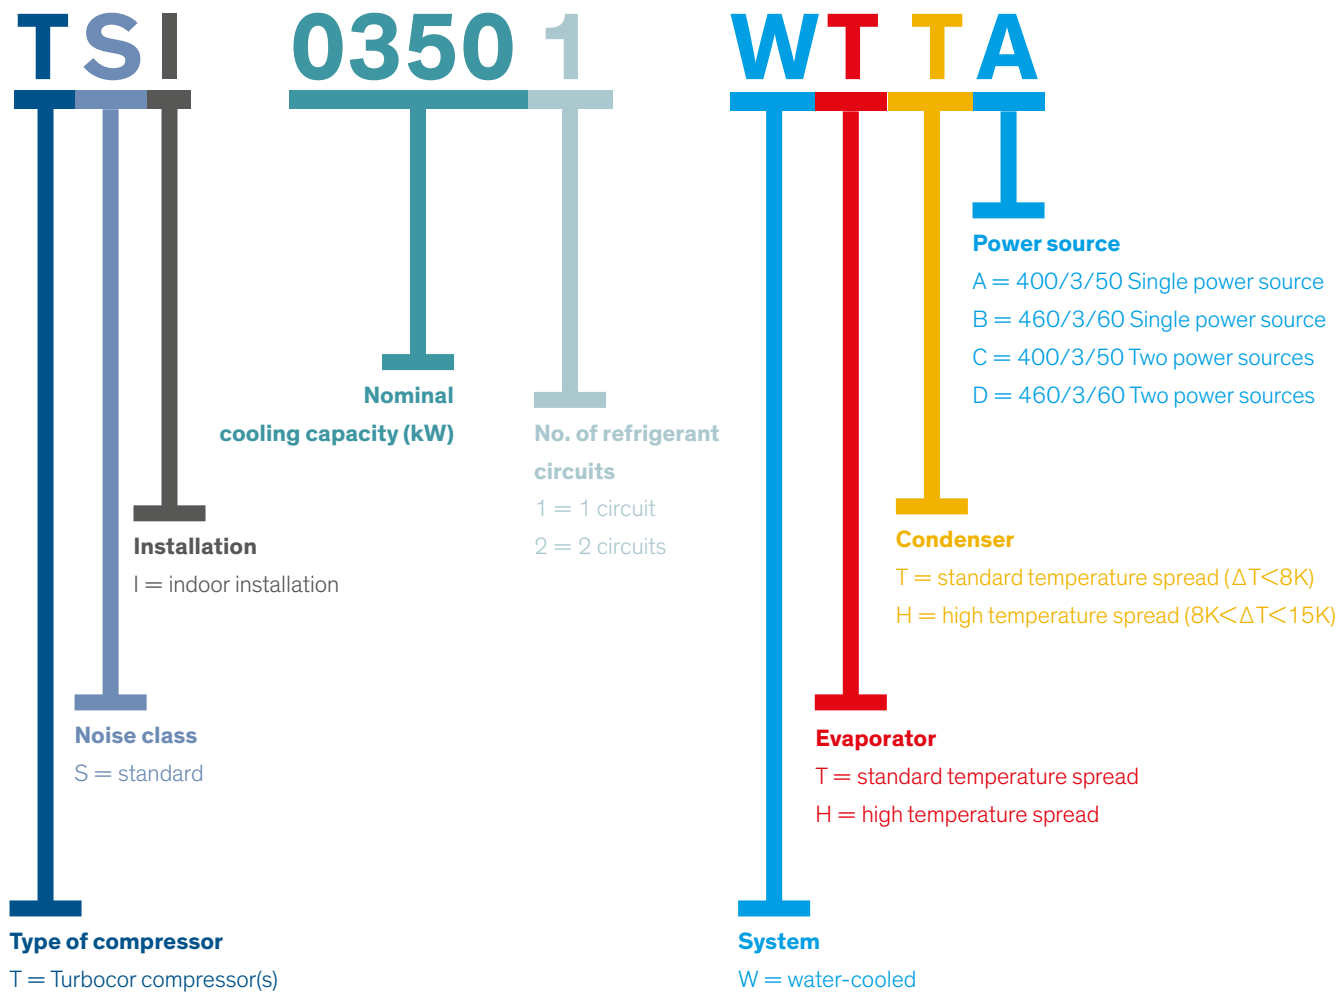 TSI 0350 1 WTTA
Power source
A = 400/3/50 Single power source
B = 460/3/60 Single power source
C = 400/3/50 Two power sources
D = 460/3/60 Two power sources
Nominal
cooling capacity (kW)
No. of refrigerant
circuits
1 = 1 circuit
2 = 2 circuits
Installation
I = indoor installation
Condenser
T = standard temperature spread (ΔT<8K)
H = high temperature spread (8K<ΔT<15K)
Noise class
S = standard
Evaporator
T = standard temperature spread
H = high temperature spread
Type of compressor
T = Turbocor compressor(s)
System
W = water-cooled